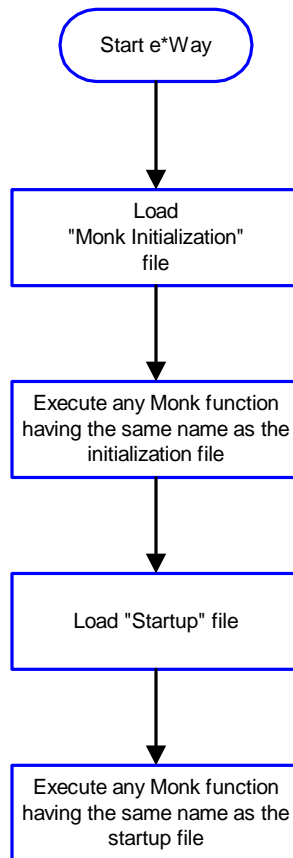 Start e*Way
Load
"Monk Initialization"
file
Execute any Monk function
having the same name as the
initialization file
Load "Startup" file
Execute any Monk function
having the same name as the
startup file